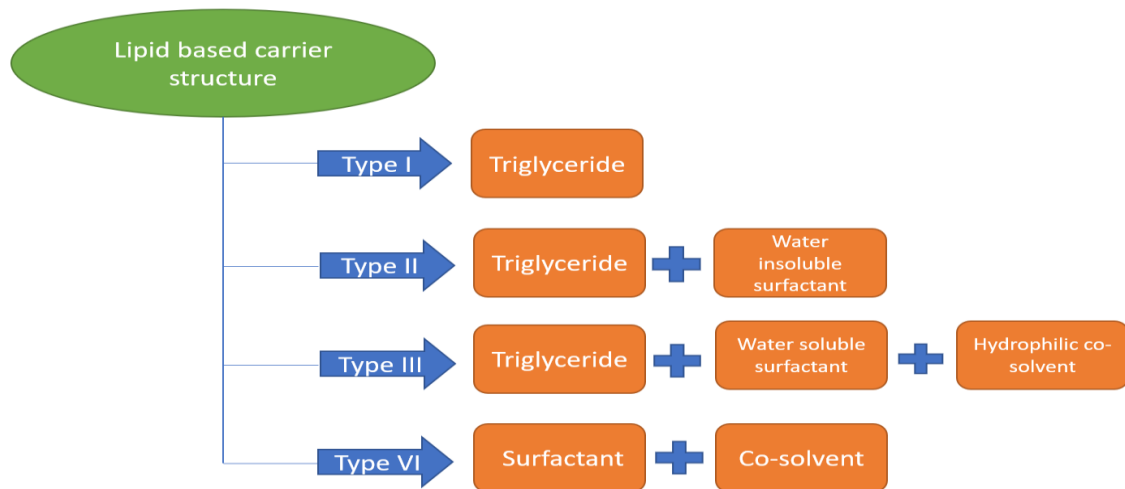 Lipid based carrier
structure
Type I
Triglyceride
Type II
Triglyceride
Water
insoluble
surfactant
Type III
Triglyceride
Water soluble
surfactant
Hydrophilic co-
solvent
Type VI
Surfactant
Co-solvent